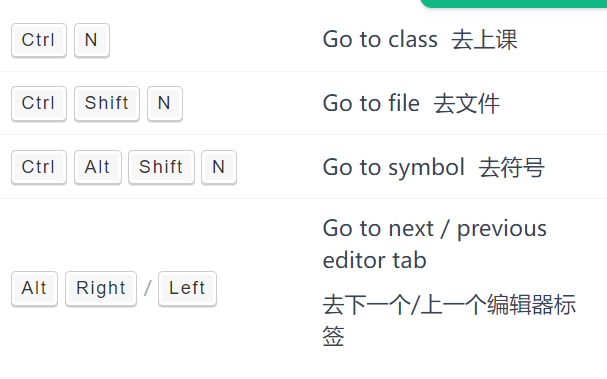 Ctrl N Go to class 去上课
Ctrl Shift N Go to file 去文件
Ctrl Alt Shift N Go to symbol 去符号
Alt Right / Left Go to next / previous
editor tab
去下一个/上一个编辑器标
签